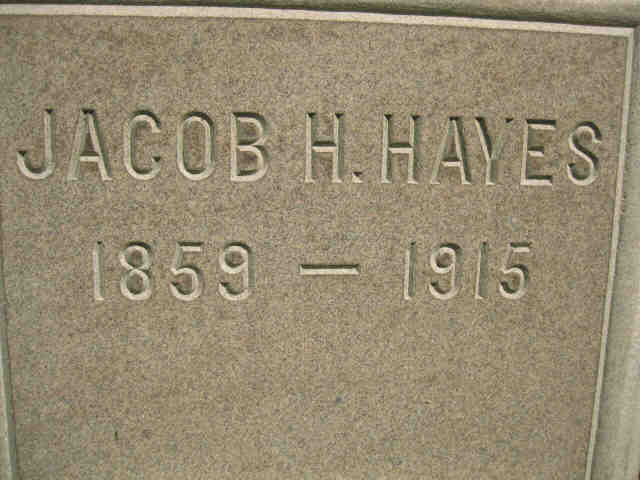 JACOB H. HAYES
1859 — 1915